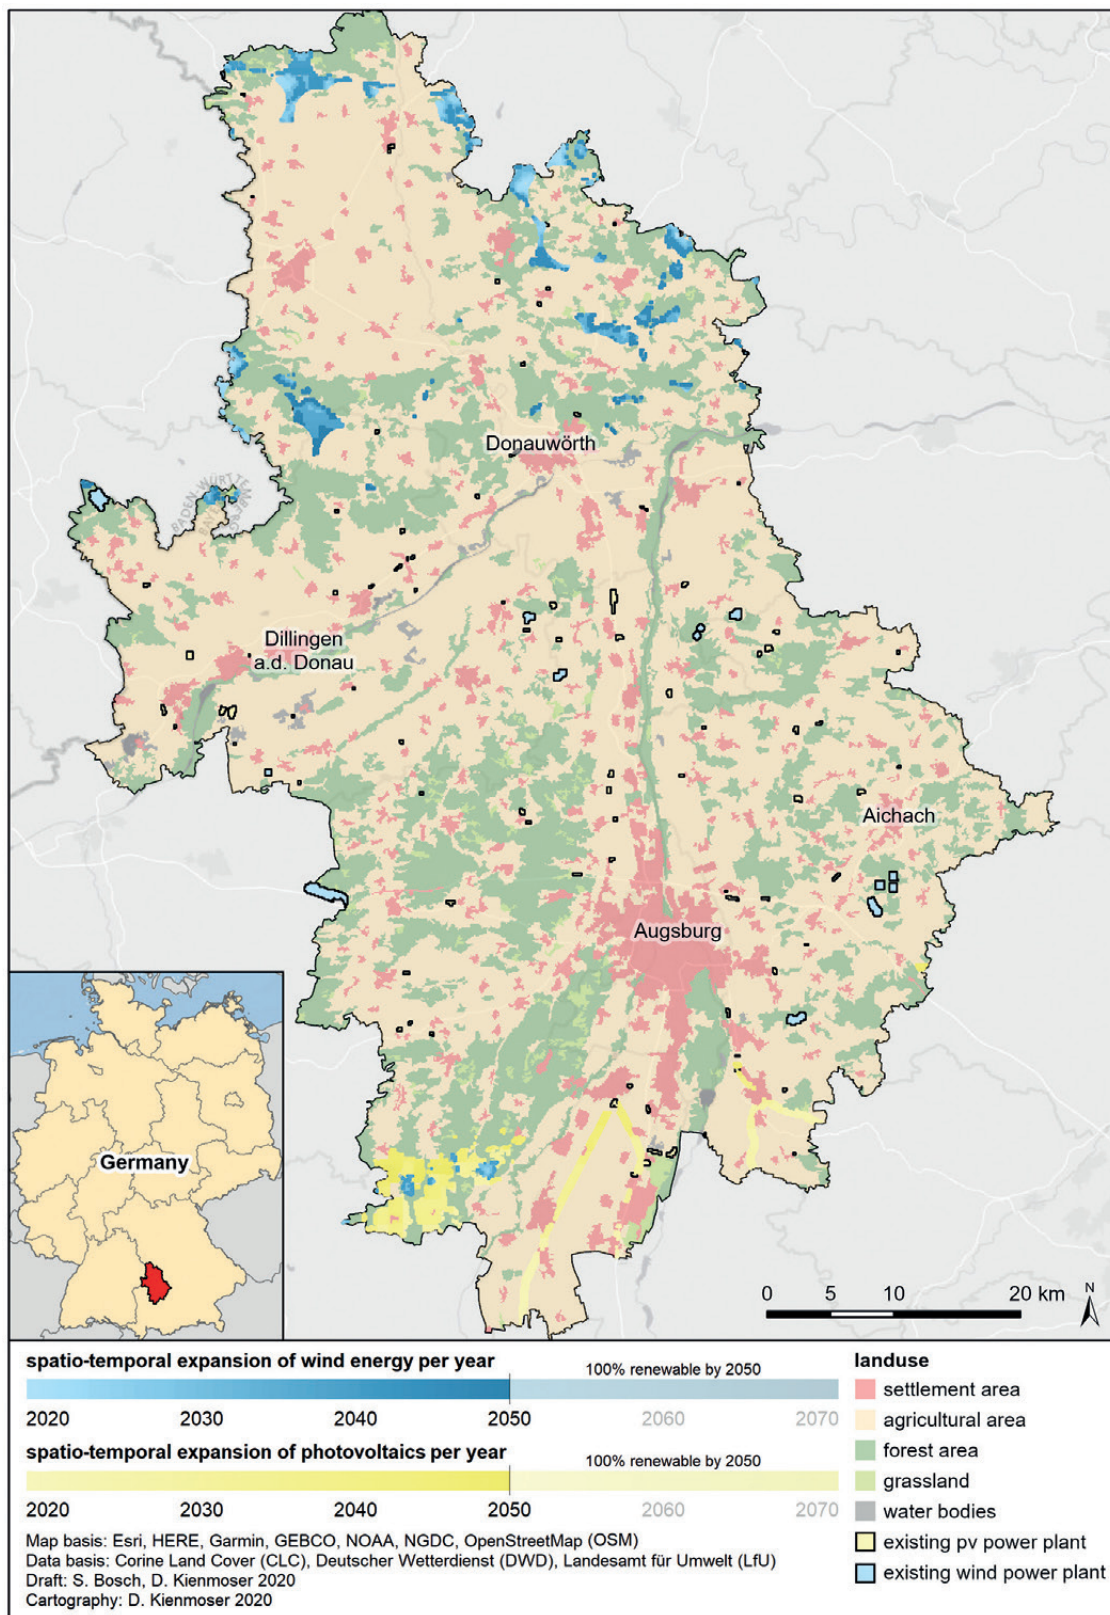 Donauwörth
BADEN-WÜRTTEMBERG
BAYERN
Dillingen
a.d. Donau
Aichach
Augsburg
Germany
N
0 5 10 20 km
spatio-temporal expansion of wind energy per year
100% renewable by 2050
2020 2030 2040 2050 2060 2070
spatio-temporal expansion of photovoltaics per year
100% renewable by 2050
2020 2030 2040 2050 2060 2070
Map basis: Esri, HERE, Garmin, GEBCO, NOAA, NGDC, OpenStreetMap (OSM)
Data basis: Corine Land Cover (CLC), Deutscher Wetterdienst (DWD), Landesamt für Umwelt (LfU)
Draft: S. Bosch, D. Kienmoser 2020
Cartography: D. Kienmoser 2020
landuse
settlement area
agricultural area
forest area
grassland
water bodies
existing pv power plant
existing wind power plant